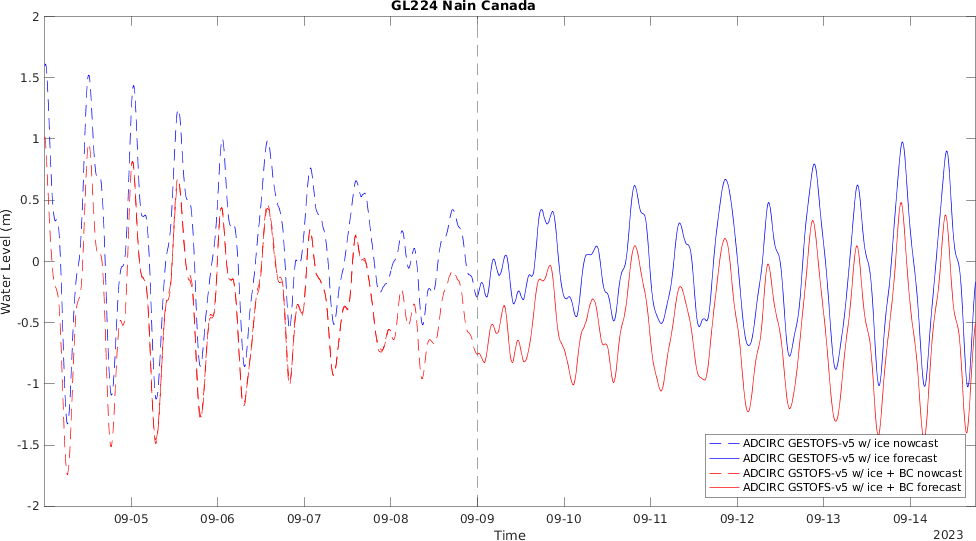 GL224 Nain Canada
2
1.5
1
0.5
0
-0.5
-1
-1.5
-2
Water Level (m)
ADCIRC GESTOFS-v5 w/ ice nowcast
ADCIRC GESTOFS-v5 w/ ice forecast
ADCIRC GSTOFS-v5 w/ ice + BC nowcast
ADCIRC GSTOFS-v5 w/ ice + BC forecast
09-05 09-06 09-07 09-08 09-09 09-10 09-11 09-12 09-13 09-14
Time
2023